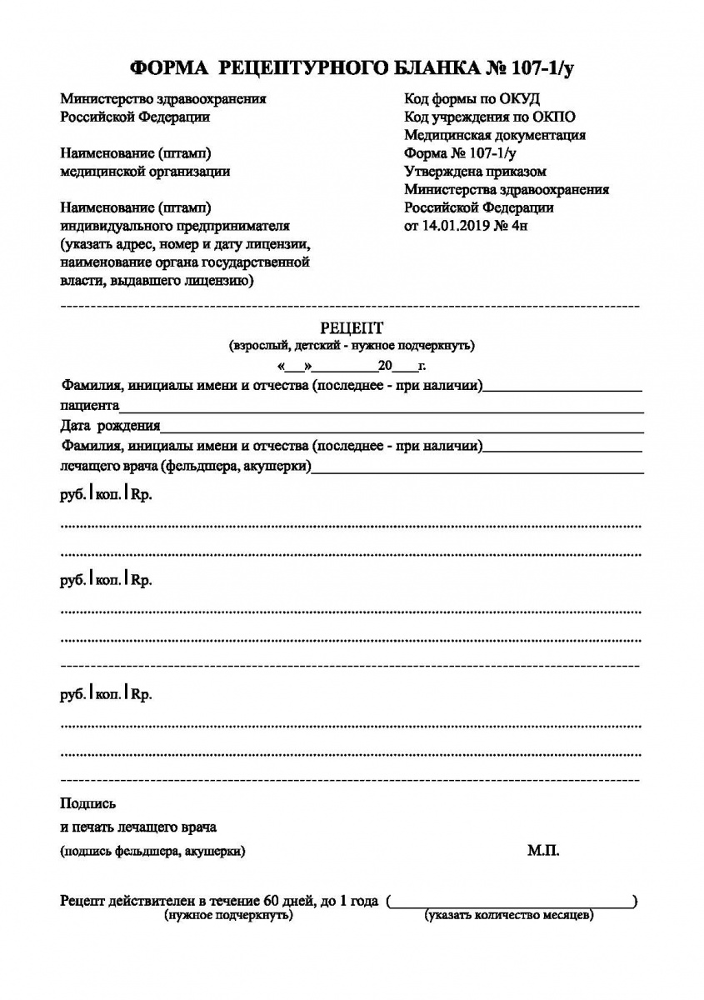 ФОРМА РЕЦЕПТУРНОГО БЛАНКА № 107-1/у
Министерство здравоохранения
Российской Федерации
Наименование (штамп)
медицинской организации
Наименование (штамп)
индивидуального предпринимателя
(указать адрес, номер и дату лицензии,
наименование органа государственной
власти, выдавшего лицензию)
Код формы по ОКУД
Код учреждения по ОКПО
Медицинская документация
Форма № 107-1/у
Утверждена приказом
Министерства здравоохранения
Российской Федерации
от 14.01.2019 № 4н
РЕЦЕПТ
(взрослый, детский - нужное подчеркнуть)
«___»__________20____г.
Фамилия, инициалы имени и отчества (последнее - при наличии)
пациента
Дата рождения
Фамилия, инициалы имени и отчества (последнее - при наличии)
лечащего врача (фельдшера, акушерки)
руб.|коп.|Rp.
руб.|коп.|Rp.
руб.|коп.|Rp.
Подпись
и печать лечащего врача
(подпись фельдшера, акушерки) М.П.
Рецепт действителен в течение 60 дней, до 1 года (____________________)
(нужное подчеркнуть) (указать количество месяцев)